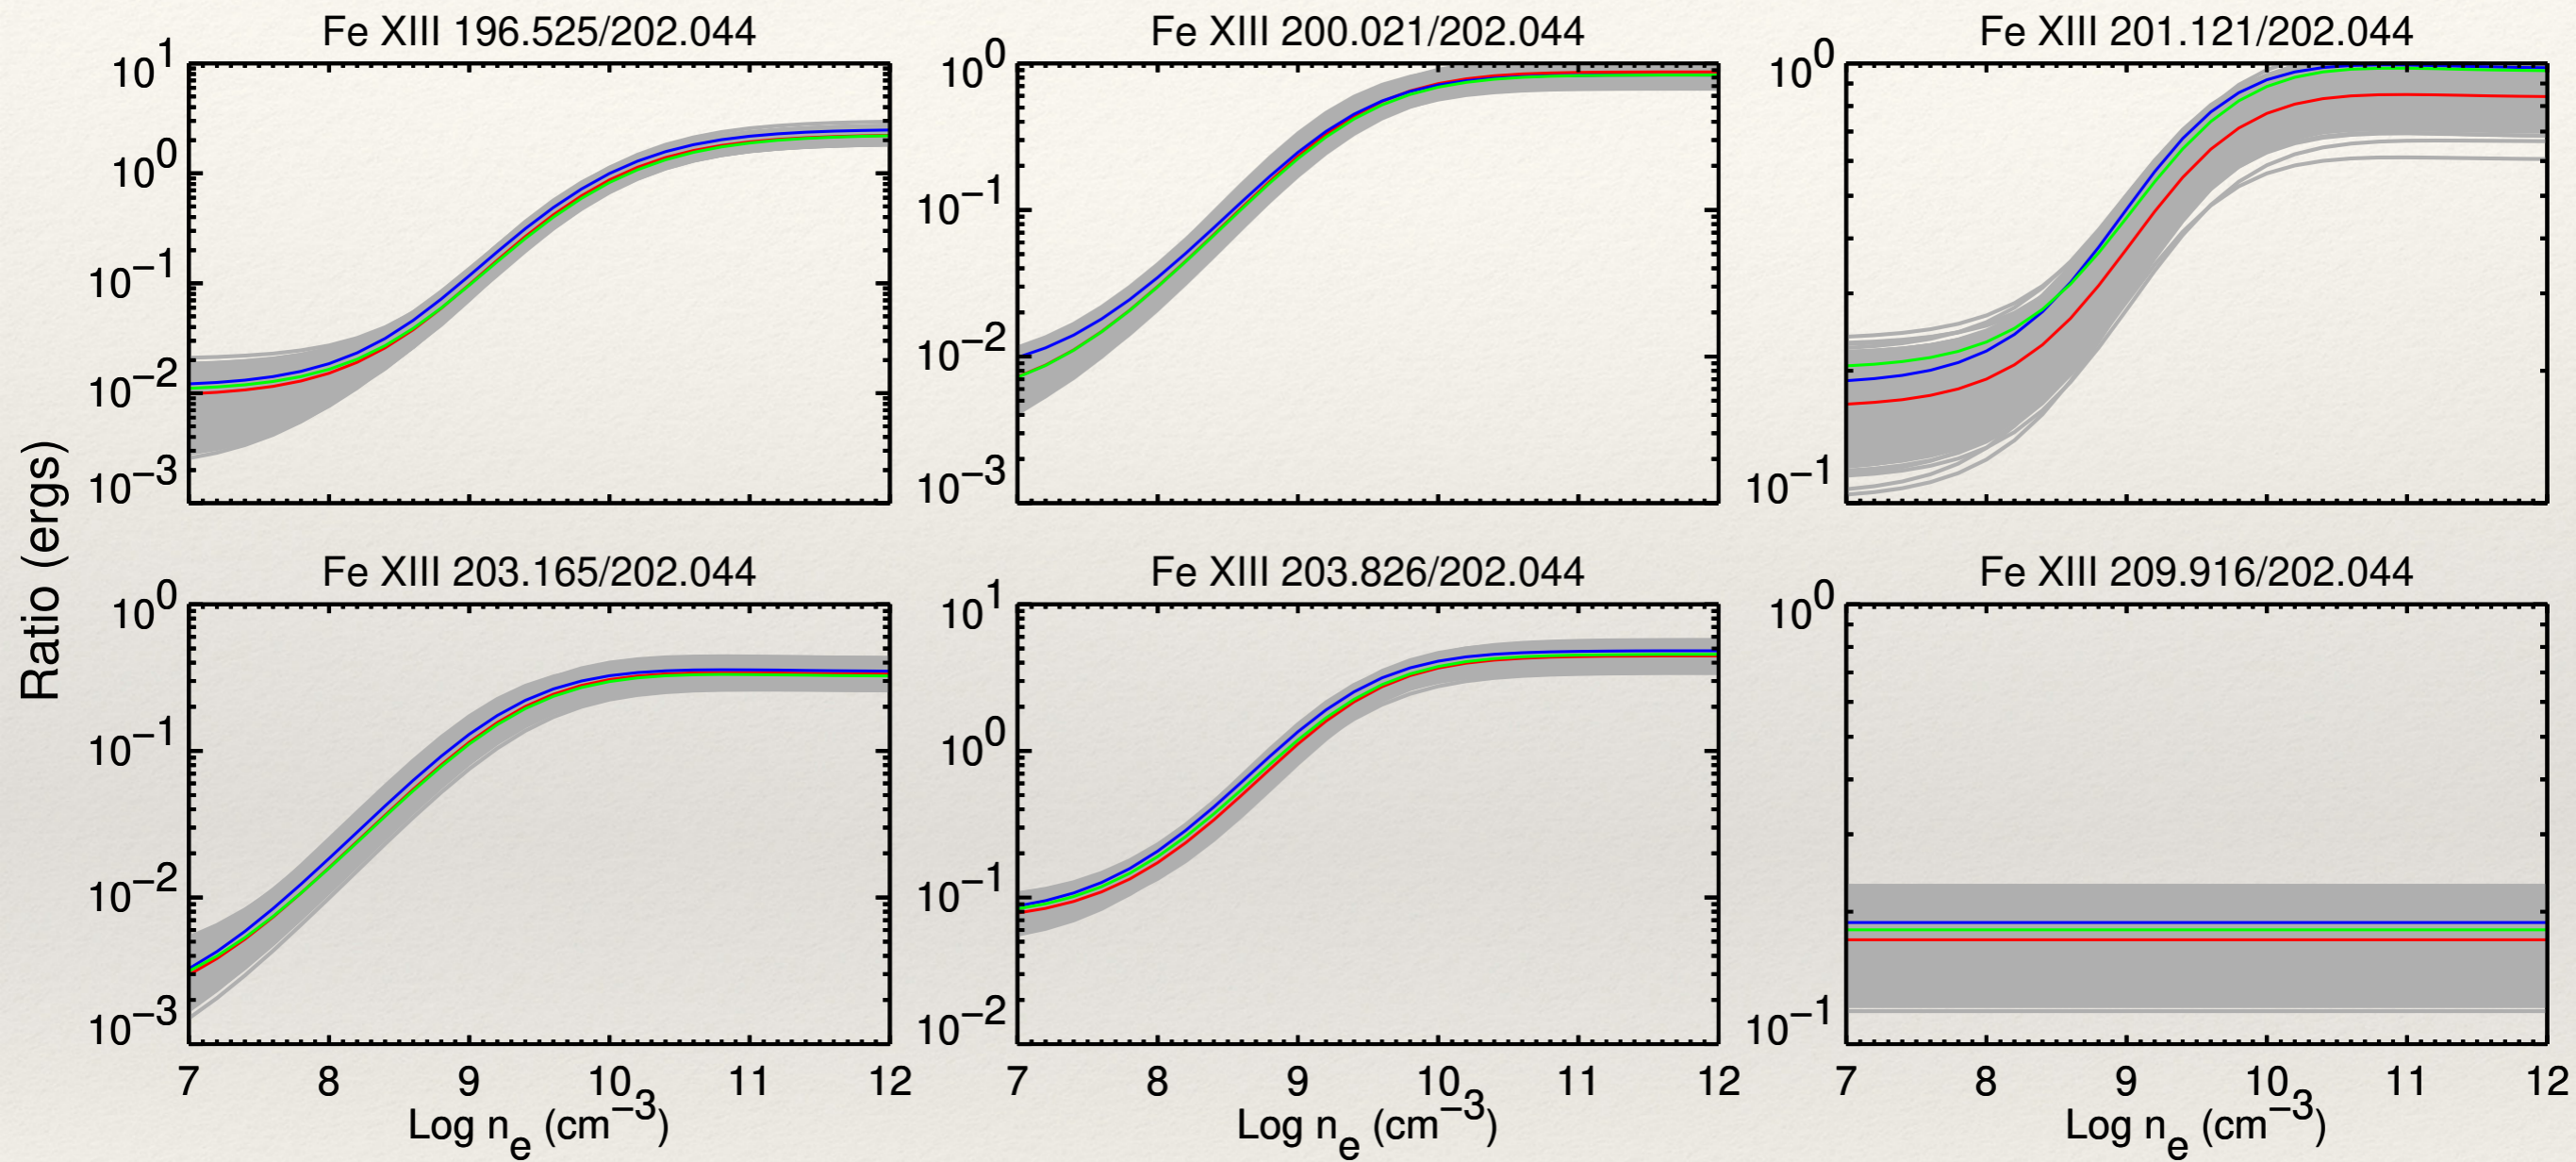 Fe XIII 196.525/202.044
Fe XIII 200.021/202.044
Fe XIII 201.121/202.044
10^1
10^0
10^−1
10^−2
10^−3
10^0
10^−1
10^−2
10^−3
10^0
10^−1
Ratio (ergs)
Fe XIII 203.165/202.044
Fe XIII 203.826/202.044
Fe XIII 209.916/202.044
10^0
10^−1
10^−2
10^−3
10^1
10^0
10^−1
10^−2
10^0
10^−1
7 8 9 10 11 12
7 8 9 10 11 12
7 8 9 10 11 12
Log n_e (cm^−3)
Log n_e (cm^−3)
Log n_e (cm^−3)